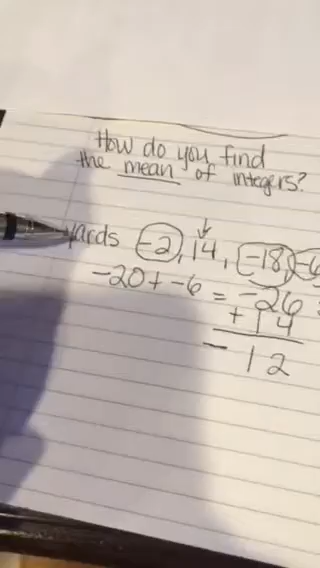 How do you find
the mean of integers?
yards -2, 14, -18, -6
-20 + -6 = -26
+ 14
-12